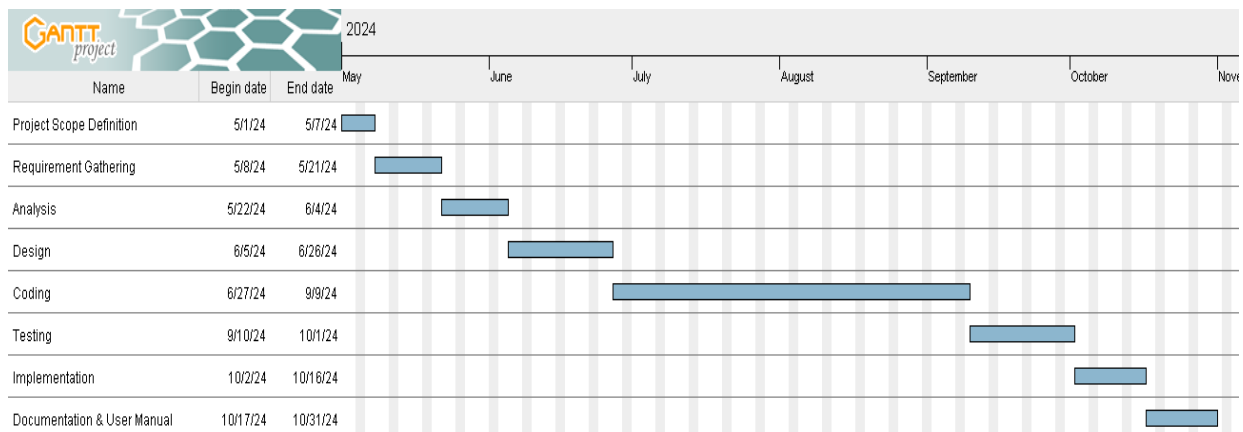 GANTT
project
2024
May June July August September October Nove
Name Begin date End date
Project Scope Definition 5/1/24 5/7/24
Requirement Gathering 5/8/24 5/21/24
Analysis 5/22/24 6/4/24
Design 6/5/24 6/26/24
Coding 6/27/24 9/9/24
Testing 9/10/24 10/1/24
Implementation 10/2/24 10/16/24
Documentation & User Manual 10/17/24 10/31/24